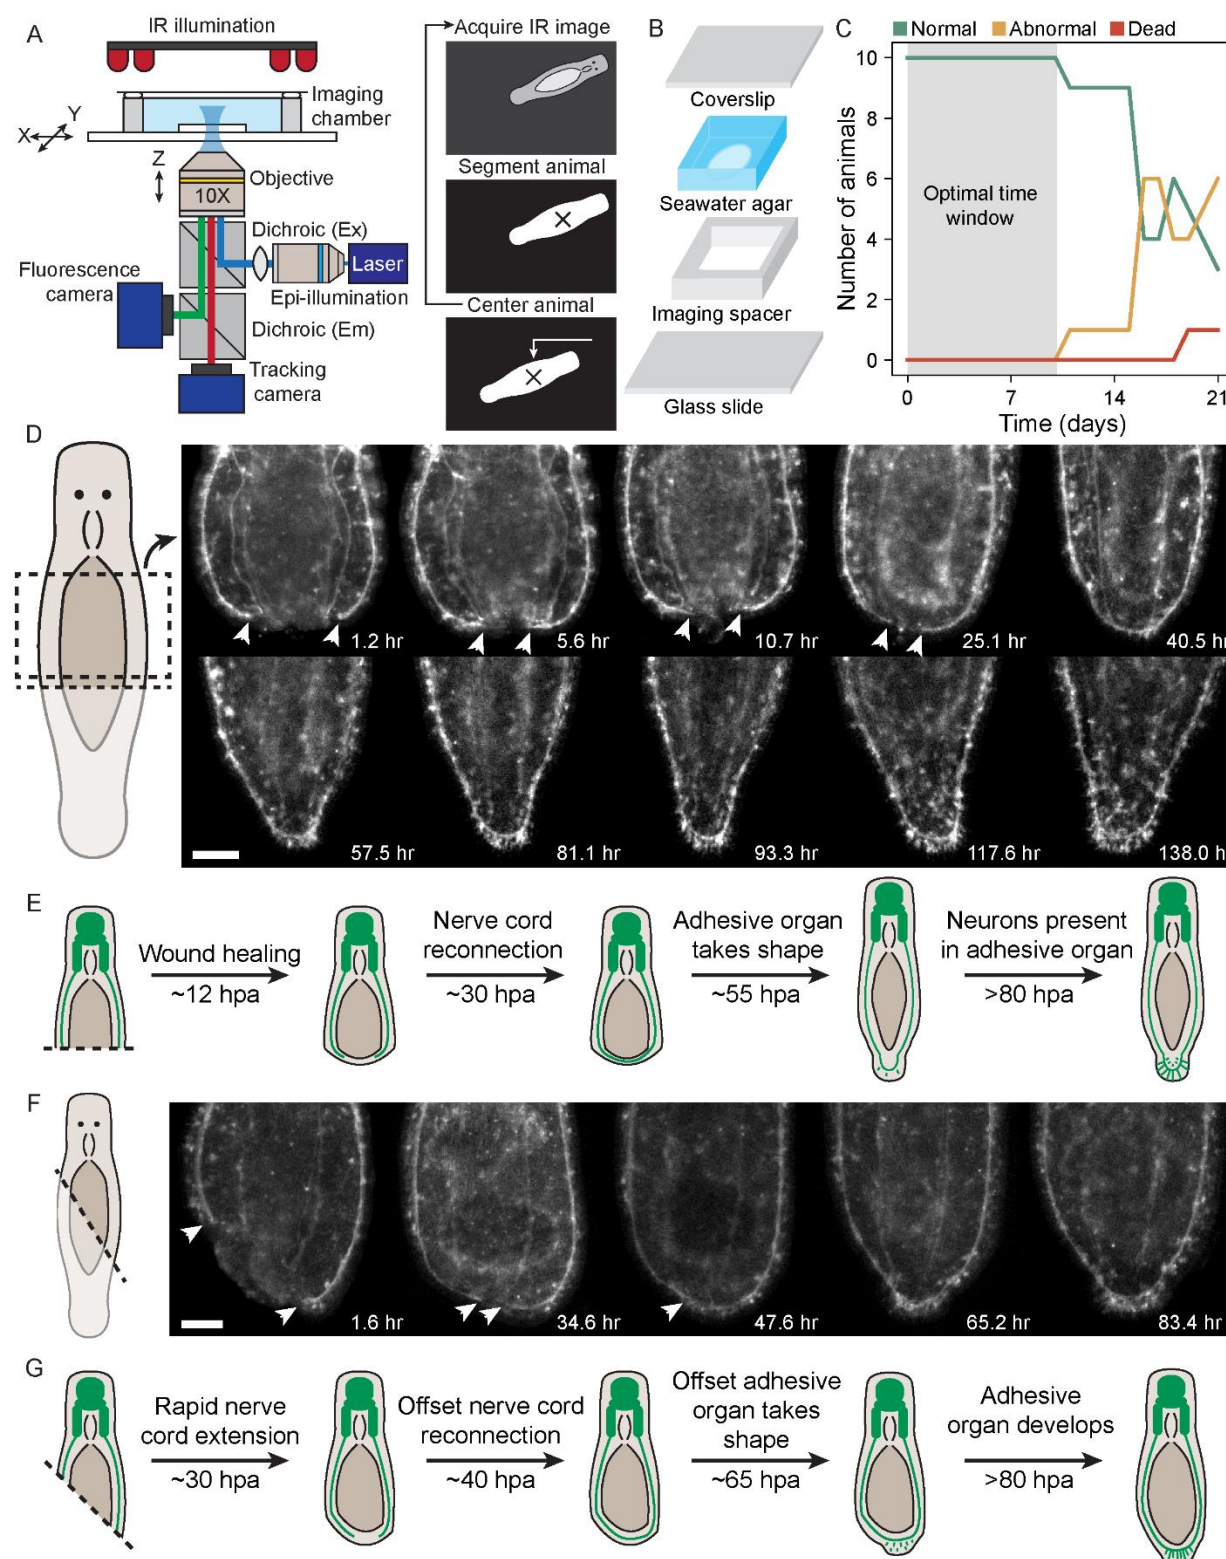 A
IR illumination
Imaging
chamber
X
Y
Z
Objective
10X
Dichroic (Ex)
Laser
Epi-illumination
Fluorescence
camera
Dichroic (Em)
Tracking
camera
Acquire IR image
Segment animal
Center animal
B
Coverslip
Seawater agar
Imaging spacer
Glass slide
C
Normal Abnormal Dead
Number of animals
10
8
6
4
2
0
Optimal time
window
0 7 14 21
Time (days)
D
1.2 hr 5.6 hr 10.7 hr 25.1 hr 40.5 hr
57.5 hr 81.1 hr 93.3 hr 117.6 hr 138.0 h
E
Wound healing
~12 hpa
Nerve cord
reconnection
~30 hpa
Adhesive organ
takes shape
~55 hpa
Neurons present
in adhesive organ
>80 hpa
F
1.6 hr 34.6 hr 47.6 hr 65.2 hr 83.4 hr
G
Rapid nerve
cord extension
~30 hpa
Offset nerve cord
reconnection
~40 hpa
Offset adhesive
organ takes
shape
~65 hpa
Adhesive
organ develops
>80 hpa